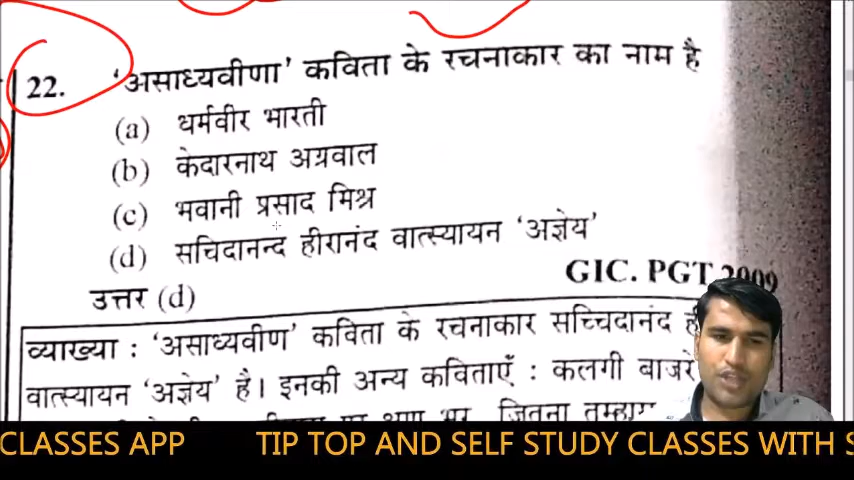 22. 'असाध्यवीणा' कविता के रचनाकार का नाम है
(a) धर्मवीर भारती
(b) केदारनाथ अग्रवाल
(c) भवानी प्रसाद मिश्र
(d) सचिदानन्द हीरानंद वात्स्यायन 'अज्ञेय'
GIC. PGT 2009
उत्तर (d)
व्याख्या : 'असाध्यवीण' कविता के रचनाकार सच्चिदानंद
वात्स्यायन 'अज्ञेय' है। इनकी अन्य कविताएँ : कलगी बाजरे
CLASSES APP TIP TOP AND SELF STUDY CLASSES WITH S